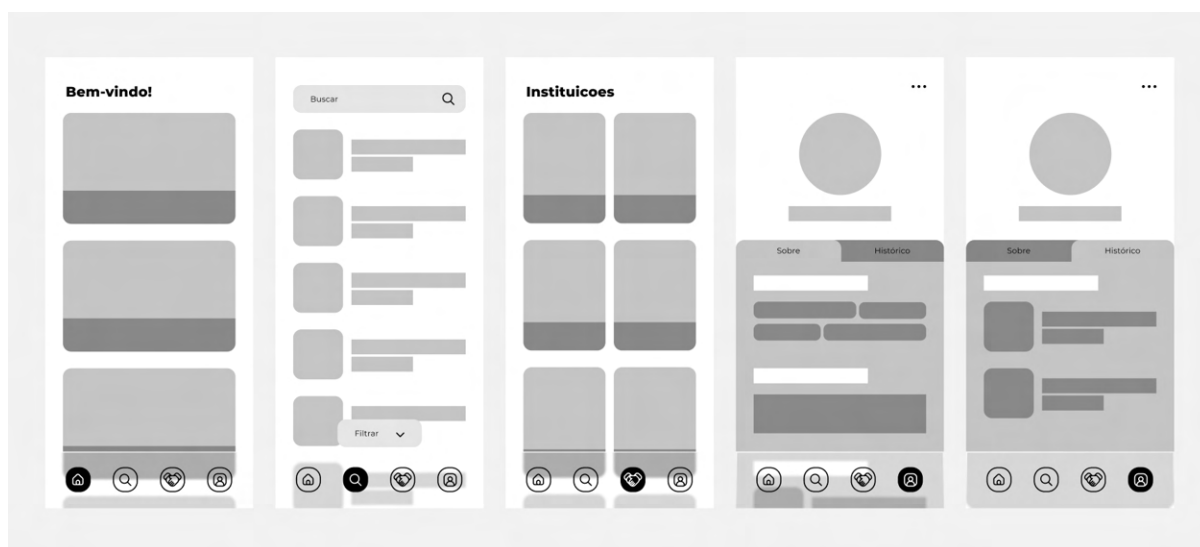 Bem-vindo!
Buscar
Filtrar
Instituicoes
Sobre Histórico
Sobre Histórico